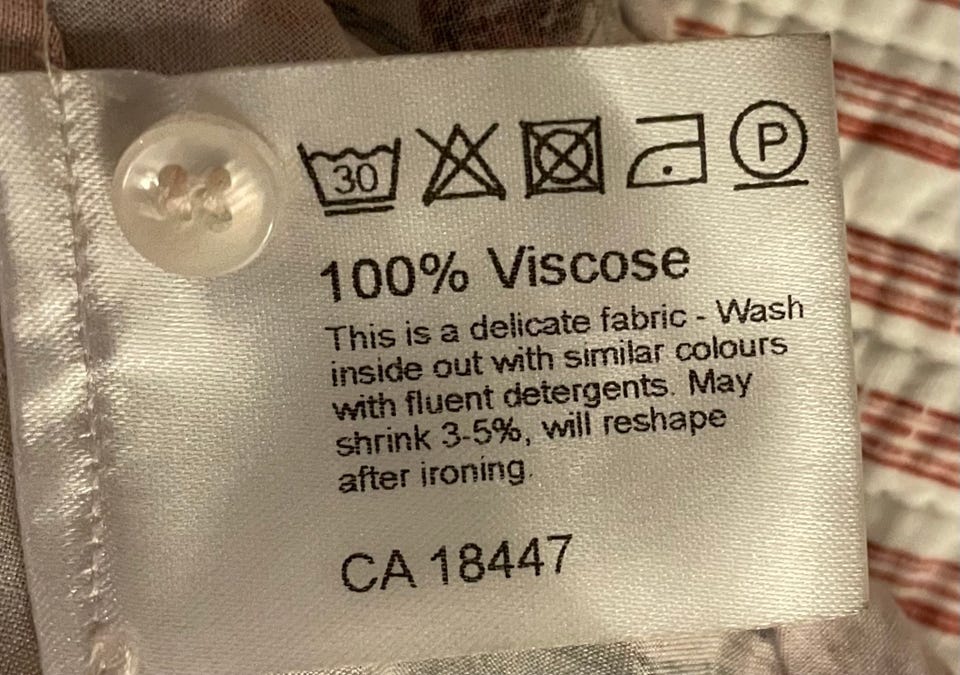 30 P
100% Viscose
This is a delicate fabric - Wash
inside out with similar colours
with fluent detergents. May
shrink 3-5%, will reshape
after ironing.
CA 18447